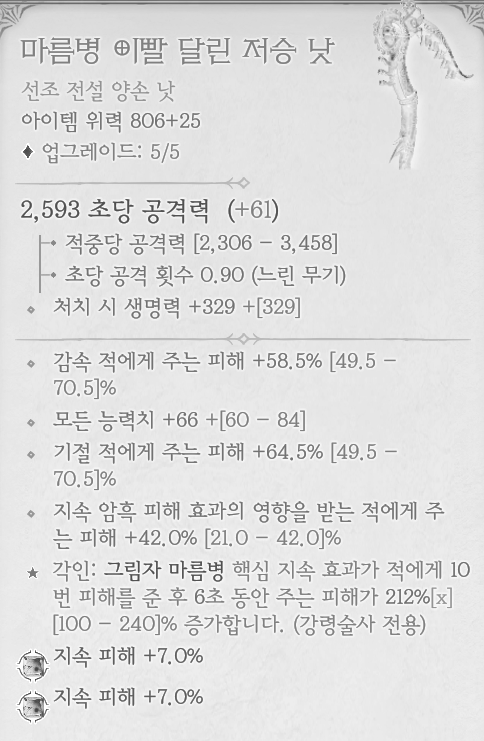 마름병 이빨 달린 저승 낫
선조 전설 양손 낫
아이템 위력 806+25
업그레이드: 5/5
2,593 초당 공격력 (+61)
적중당 공격력 [2,306 – 3,458]
초당 공격 횟수 0.90 (느린 무기)
처치 시 생명력 +329 +[329]
감속 적에게 주는 피해 +58.5% [49.5 –
70.5]%
모든 능력치 +66 +[60 – 84]
기절 적에게 주는 피해 +64.5% [49.5 –
70.5]%
지속 암흑 피해 효과의 영향을 받는 적에게 주
는 피해 +42.0% [21.0 – 42.0]%
각인: 그림자 마름병 핵심 지속 효과가 적에게 10
번 피해를 준 후 6초 동안 주는 피해가 212%[x]
[100 – 240]% 증가합니다. (강령술사 전용)
지속 피해 +7.0%
지속 피해 +7.0%